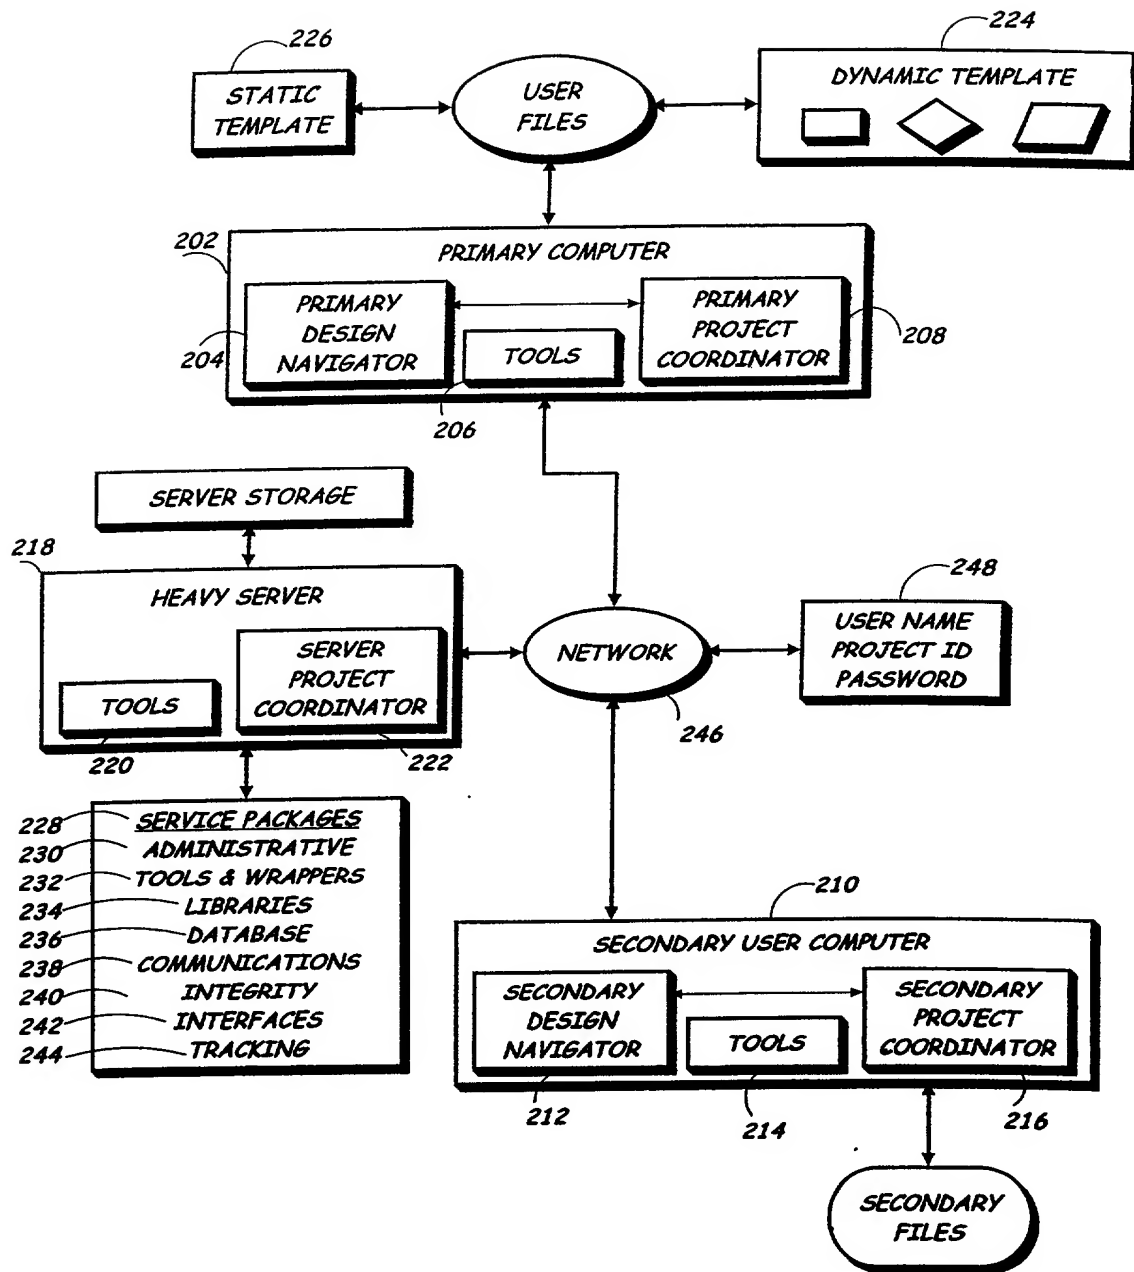 226
224
STATIC
TEMPLATE
USER
FILES
DYNAMIC TEMPLATE
202
PRIMARY COMPUTER
PRIMARY
DESIGN
NAVIGATOR
TOOLS
PRIMARY
PROJECT
COORDINATOR
204
206
208
SERVER STORAGE
218
HEAVY SERVER
SERVER
PROJECT
COORDINATOR
TOOLS
220
222
NETWORK
246
248
USER NAME
PROJECT ID
PASSWORD
228 SERVICE PACKAGES
230 ADMINISTRATIVE
232 TOOLS & WRAPPERS
234 LIBRARIES
236 DATABASE
238 COMMUNICATIONS
240 INTEGRITY
242 INTERFACES
244 TRACKING
210
SECONDARY USER COMPUTER
SECONDARY
DESIGN
NAVIGATOR
TOOLS
SECONDARY
PROJECT
COORDINATOR
212
214
216
SECONDARY
FILES